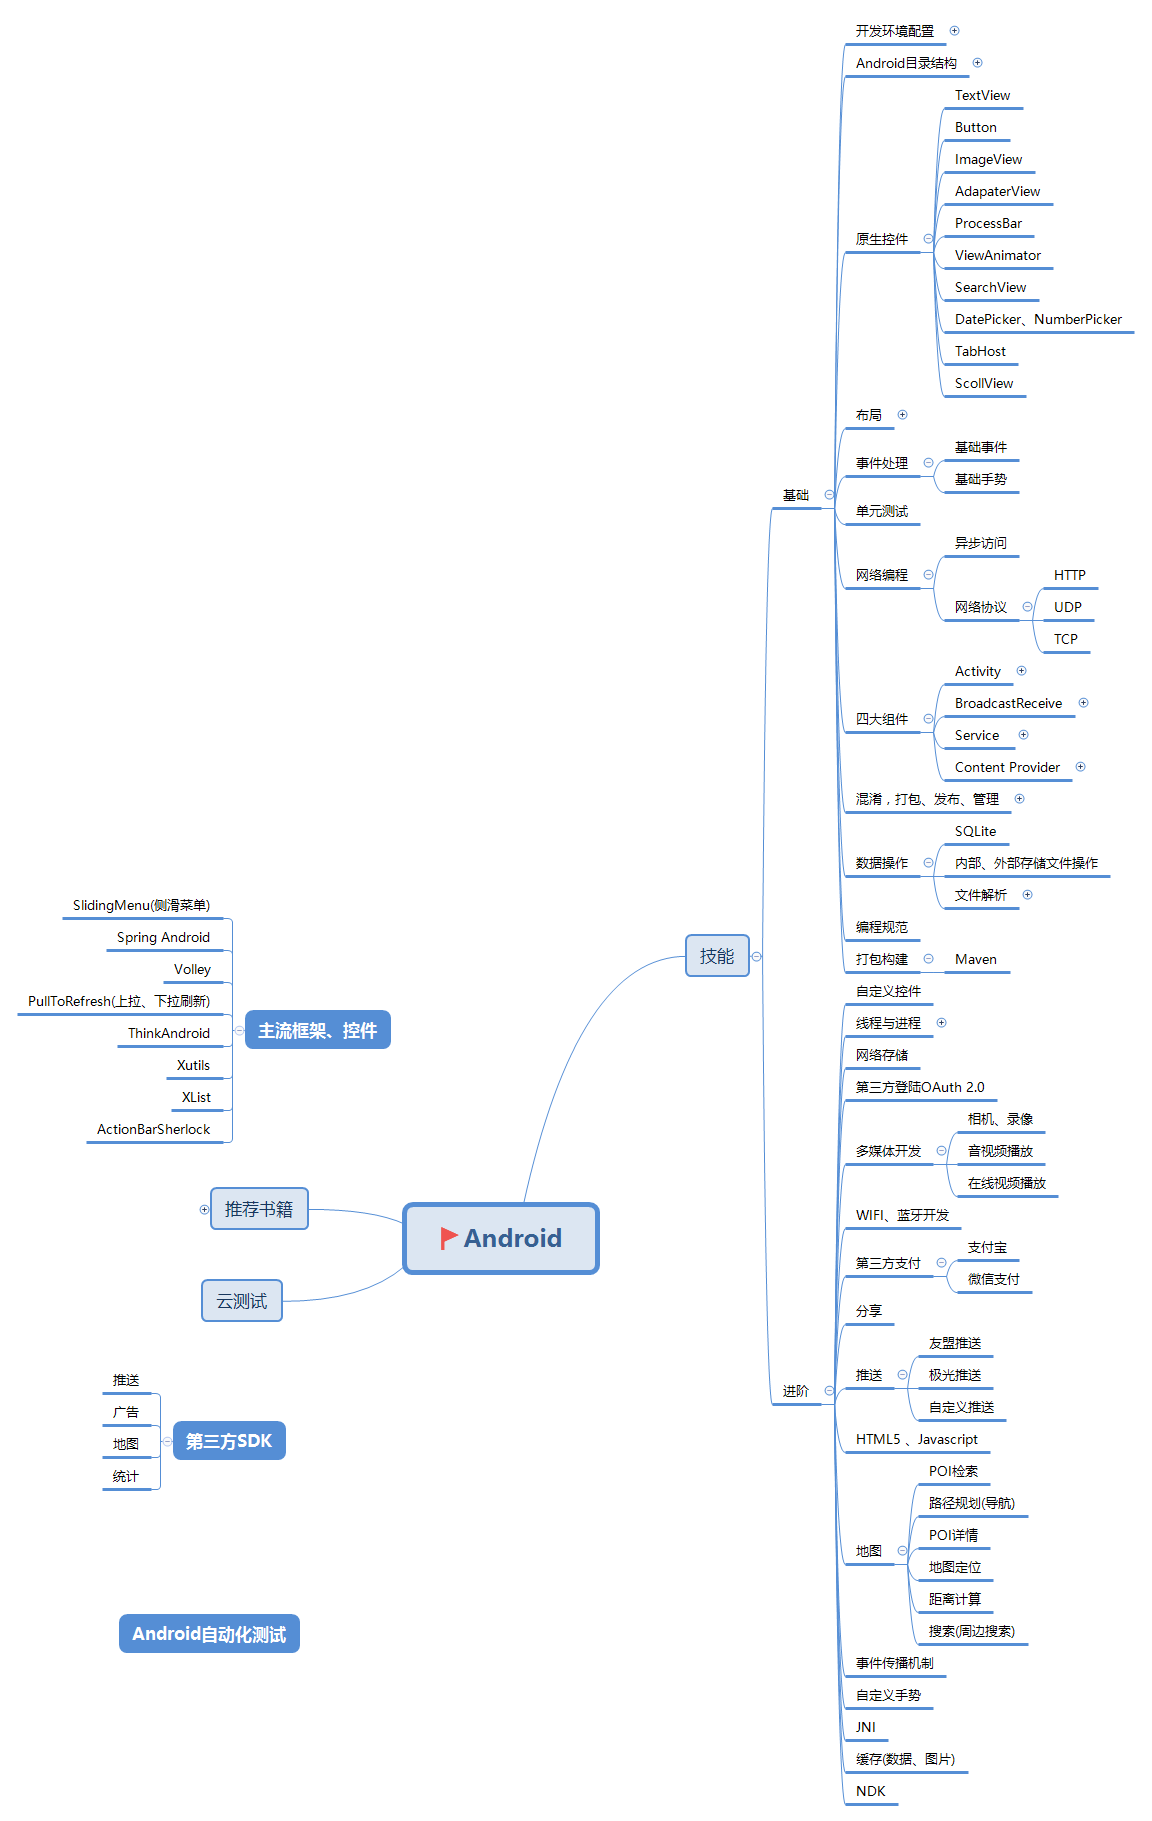 Android
技能
基础
开发环境配置
Android目录结构
原生控件
TextView
Button
ImageView
AdapaterView
ProcessBar
ViewAnimator
SearchView
DatePicker、NumberPicker
TabHost
ScollView
布局
事件处理
基础事件
基础手势
单元测试
网络编程
异步访问
网络协议
HTTP
UDP
TCP
四大组件
Activity
BroadcastReceive
Service
Content Provider
混淆，打包、发布、管理
数据操作
SQLite
内部、外部存储文件操作
文件解析
编程规范
打包构建
Maven
进阶
自定义控件
线程与进程
网络存储
第三方登陆OAuth 2.0
多媒体开发
相机、录像
音视频播放
在线视频播放
WIFI、蓝牙开发
第三方支付
支付宝
微信支付
分享
推送
友盟推送
极光推送
自定义推送
HTML5 、Javascript
地图
POI检索
路径规划(导航)
POI详情
地图定位
距离计算
搜索(周边搜索)
事件传播机制
自定义手势
JNI
缓存(数据、图片)
NDK
主流框架、控件
SlidingMenu(侧滑菜单)
Spring Android
Volley
PullToRefresh(上拉、下拉刷新)
ThinkAndroid
Xutils
XList
ActionBarSherlock
推荐书籍
云测试
第三方SDK
推送
广告
地图
统计
Android自动化测试